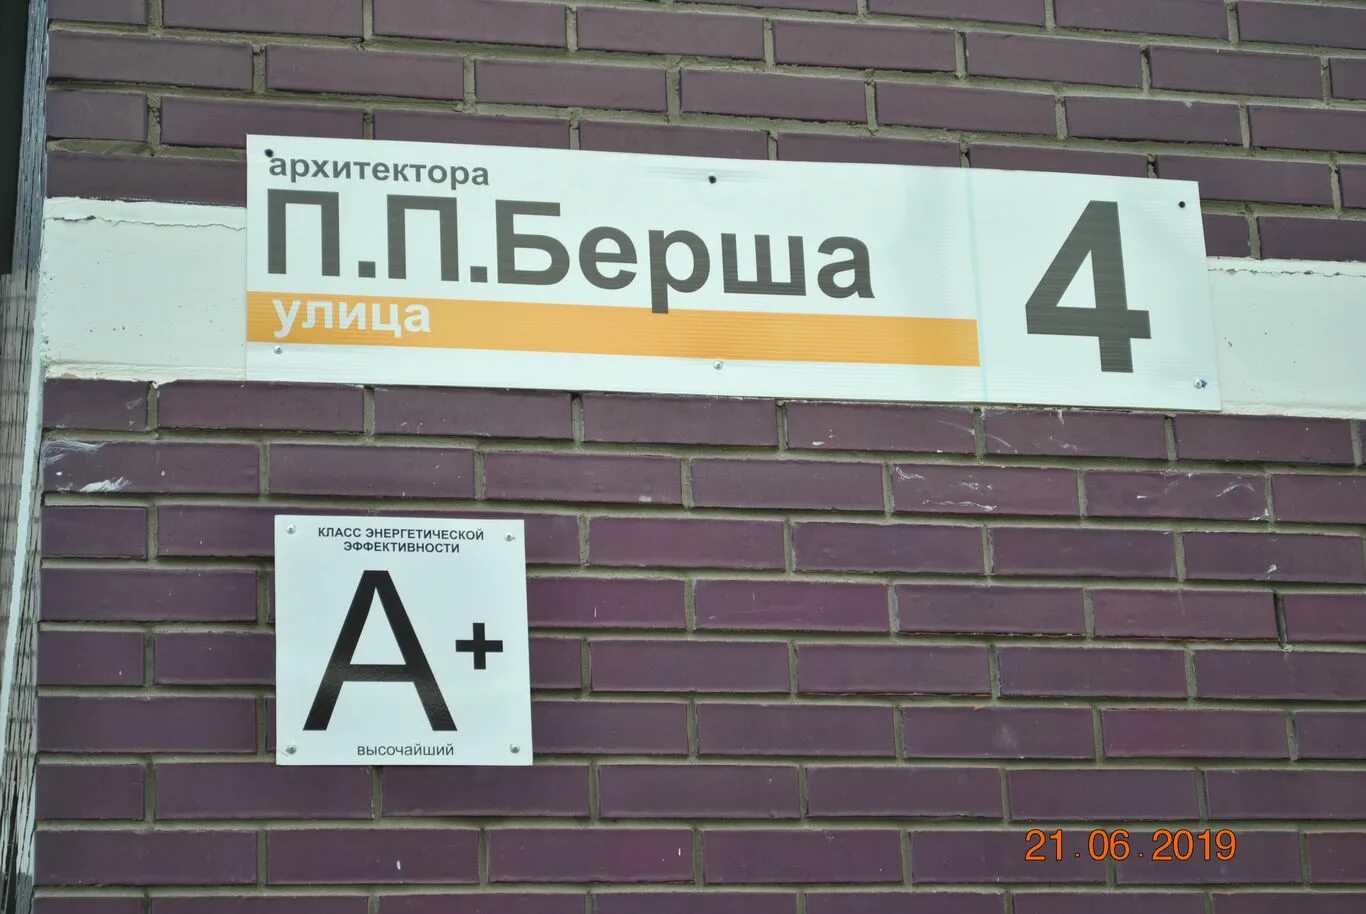 архитектора
П.П.Берша
улица
4
КЛАСС ЭНЕРГЕТИЧЕСКОЙ
ЭФФЕКТИВНОСТИ
А+
ВЫСОЧАЙШИЙ
21.06.2019